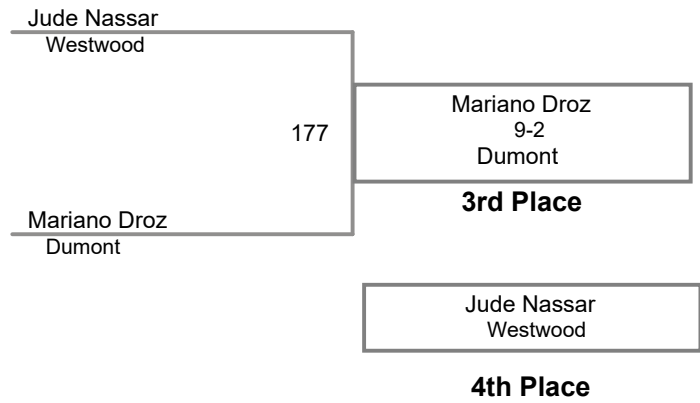 Jude Nassar
Westwood
177
Mariano Droz
9-2
Dumont
3rd Place
Mariano Droz
Dumont
Jude Nassar
Westwood
4th Place